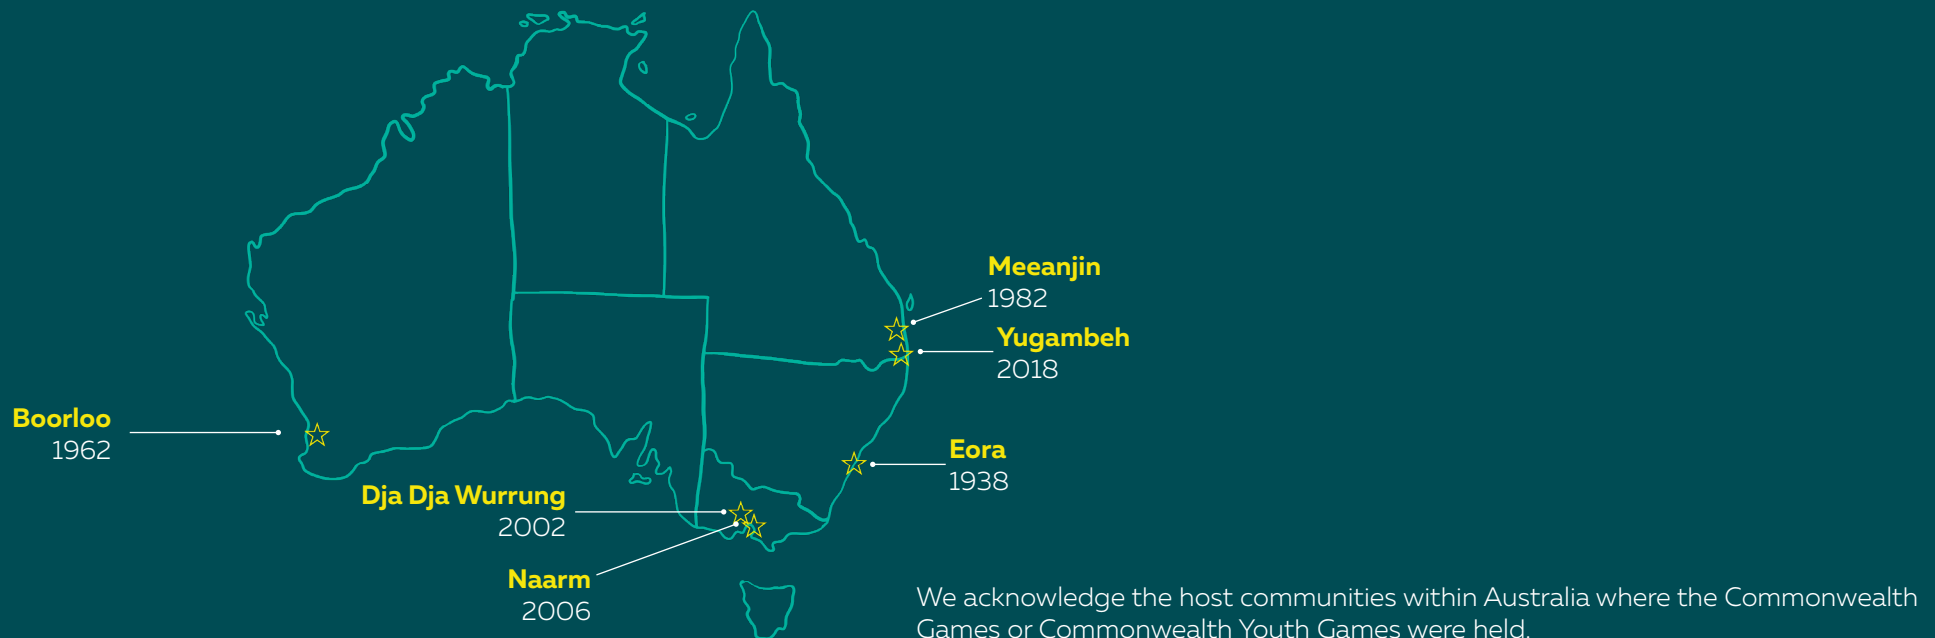 Meeanjin
1982
Yugambeh
2018
Boorloo
1962
Eora
1938
Dja Dja Wurrung
2002
Naarm
2006
We acknowledge the host communities within Australia where the Commonwealth
Games or Commonwealth Youth Games were held.